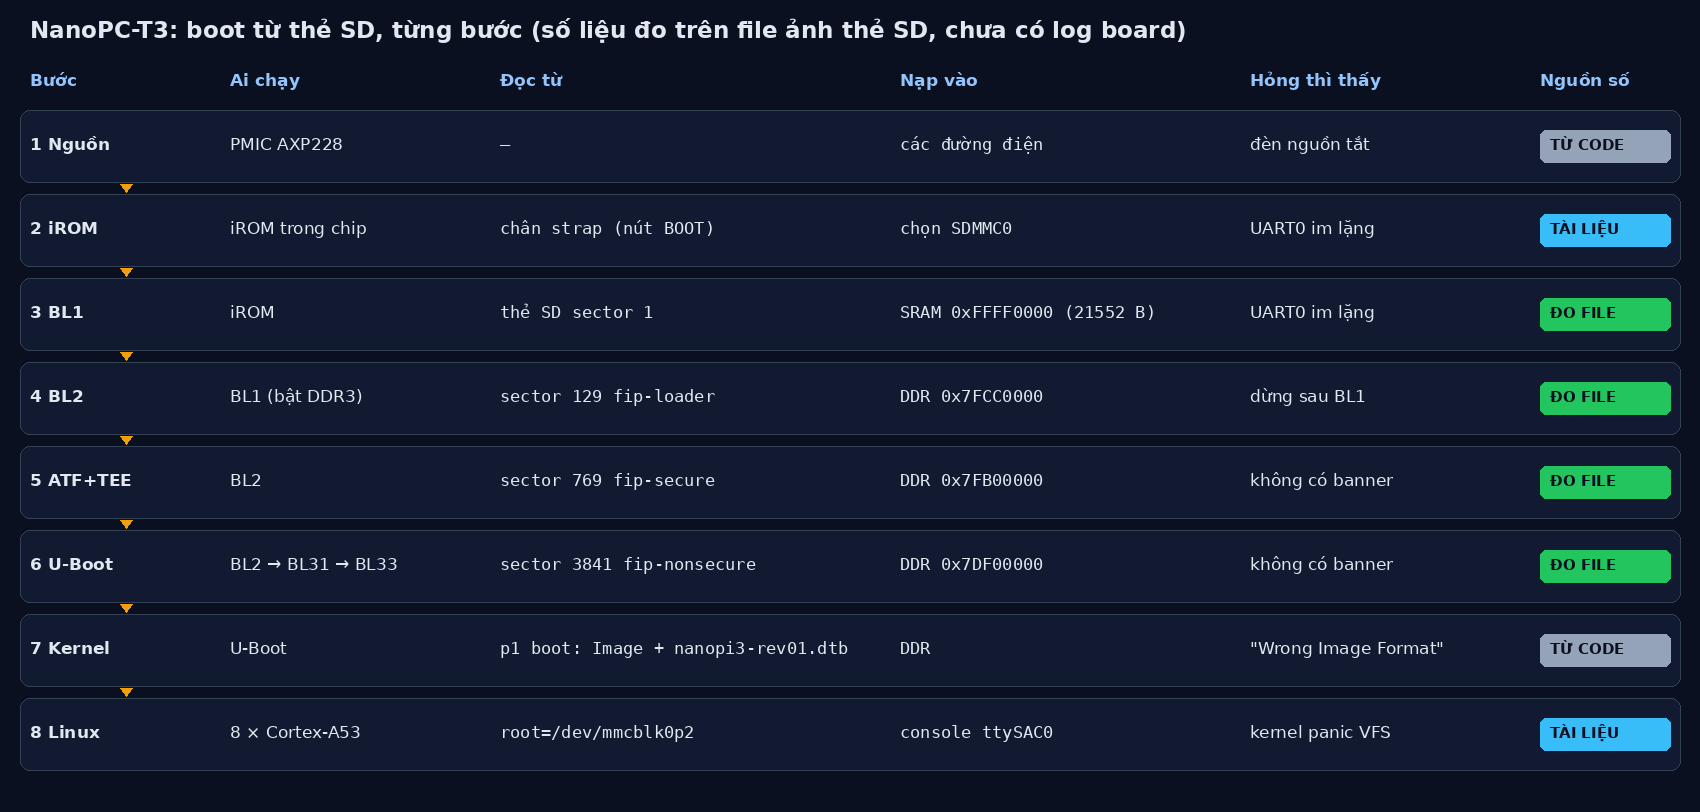 NanoPC-T3: boot từ thẻ SD, từng bước (số liệu đo trên file ảnh thẻ SD, chưa có log board)
Bước Ai chạy Đọc từ Nạp vào Hỏng thì thấy Nguồn số
1 Nguồn PMIC AXP228 — các đường điện đèn nguồn tắt TỪ CODE
2 iROM iROM trong chip chân strap (nút BOOT) chọn SDMMC0 UART0 im lặng TÀI LIỆU
3 BL1 iROM thẻ SD sector 1 SRAM 0xFFFF0000 (21552 B) UART0 im lặng ĐO FILE
4 BL2 BL1 (bật DDR3) sector 129 fip-loader DDR 0x7FCC0000 dừng sau BL1 ĐO FILE
5 ATF+TEE BL2 sector 769 fip-secure DDR 0x7FB00000 không có banner ĐO FILE
6 U-Boot BL2 → BL31 → BL33 sector 3841 fip-nonsecure DDR 0x7DF00000 không có banner ĐO FILE
7 Kernel U-Boot p1 boot: Image + nanopi3-rev01.dtb DDR "Wrong Image Format" TỪ CODE
8 Linux 8 × Cortex-A53 root=/dev/mmcblk0p2 console ttySAC0 kernel panic VFS TÀI LIỆU